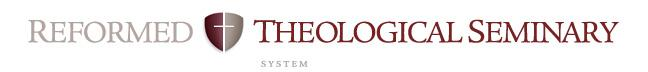 REFORMED THEOLOGICAL SEMINARY
SYSTEM